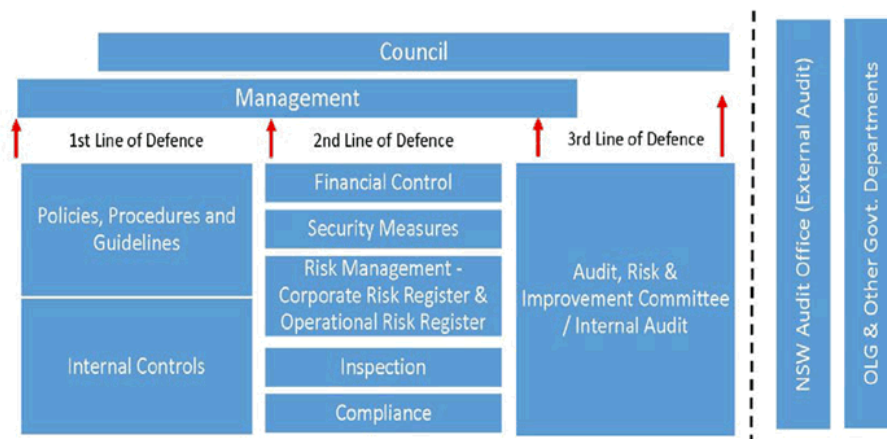 Council
Management
1st Line of Defence
2nd Line of Defence
3rd Line of Defence
Policies, Procedures and
Guidelines
Internal Controls
Financial Control
Security Measures
Risk Management -
Corporate Risk Register &
Operational Risk Register
Inspection
Compliance
Audit, Risk &
Improvement Committee
/ Internal Audit
NSW Audit Office (External Audit)
OLG & Other Govt. Departments